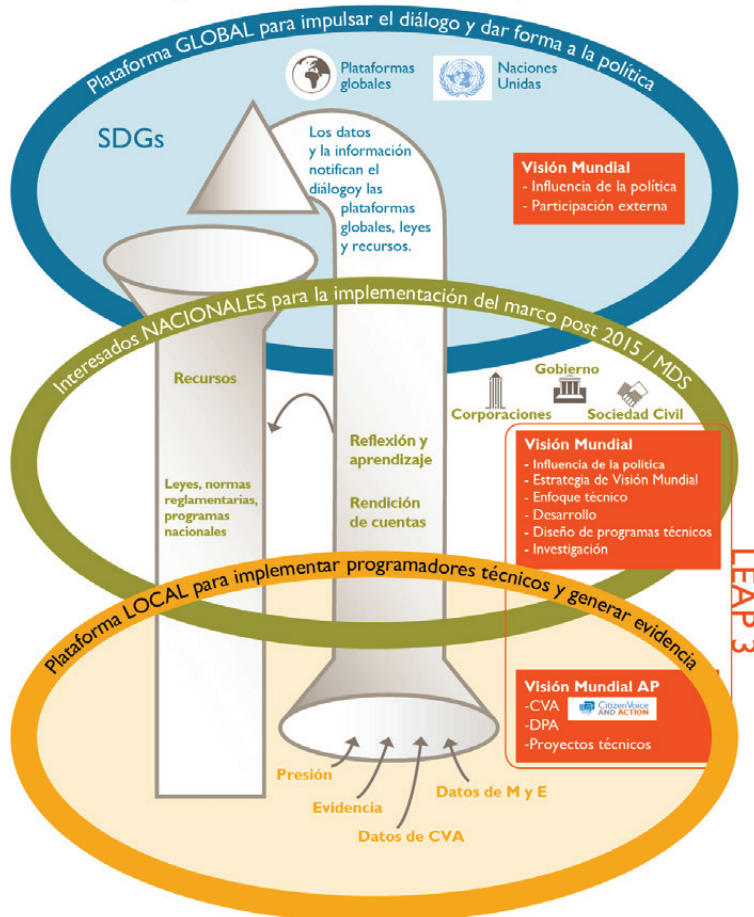 Plataforma GLOBAL para impulsar el diálogo y dar forma a la política
Plataformas
globales
Naciones
Unidas
SDGs
Los datos
y la información
notifican el
diálogoy las
plataformas
globales, leyes
y recursos.
Visión Mundial
- Influencia de la política
- Participación externa
Interesados NACIONALES para la implementación del marco post 2015 / MDS
Recursos
Gobierno
Corporaciones
Sociedad Civil
Reflexión y
aprendizaje
Rendición
de cuentas
Leyes, normas
reglamentarias,
programas
nacionales
Visión Mundial
- Influencia de la política
- Estrategia de Visión Mundial
- Enfoque técnico
- Desarrollo
- Diseño de programas técnicos
- Investigación
LEAP 3
Plataforma LOCAL para implementar programadores técnicos y generar evidencia
Visión Mundial AP
-CVA
CitizenVoice
AND ACTION
-DPA
-Proyectos técnicos
Presión
Evidencia
Datos de CVA
Datos de M y E